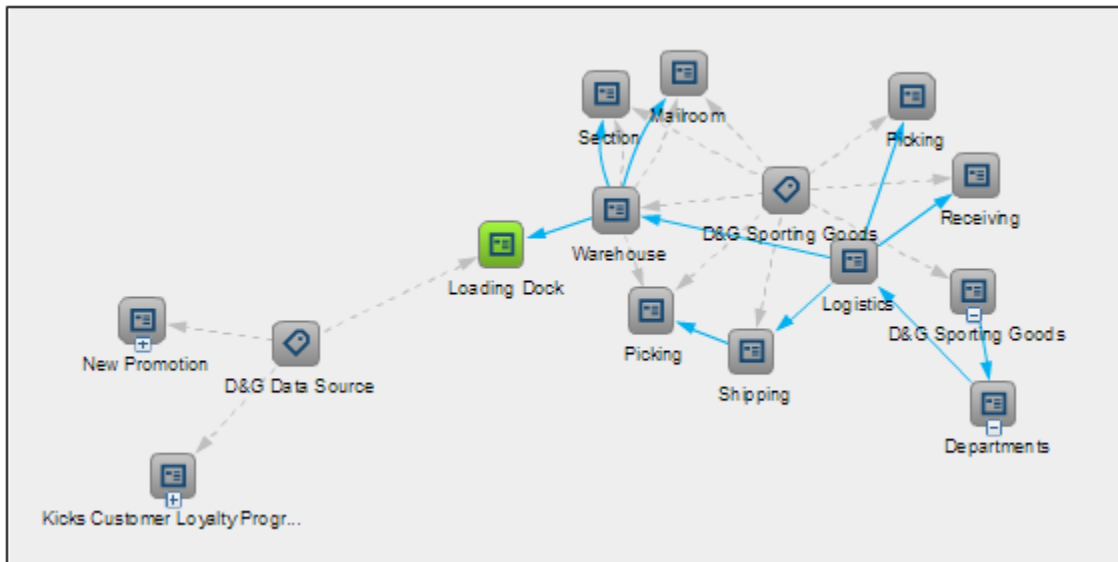 Mailroom
Section
Picking
Receiving
D&G Sporting Goods
Warehouse
Loading Dock
Logistics
D&G Sporting Goods
Picking
New Promotion
D&G Data Source
Shipping
Departments
Kicks Customer Loyalty Progr...